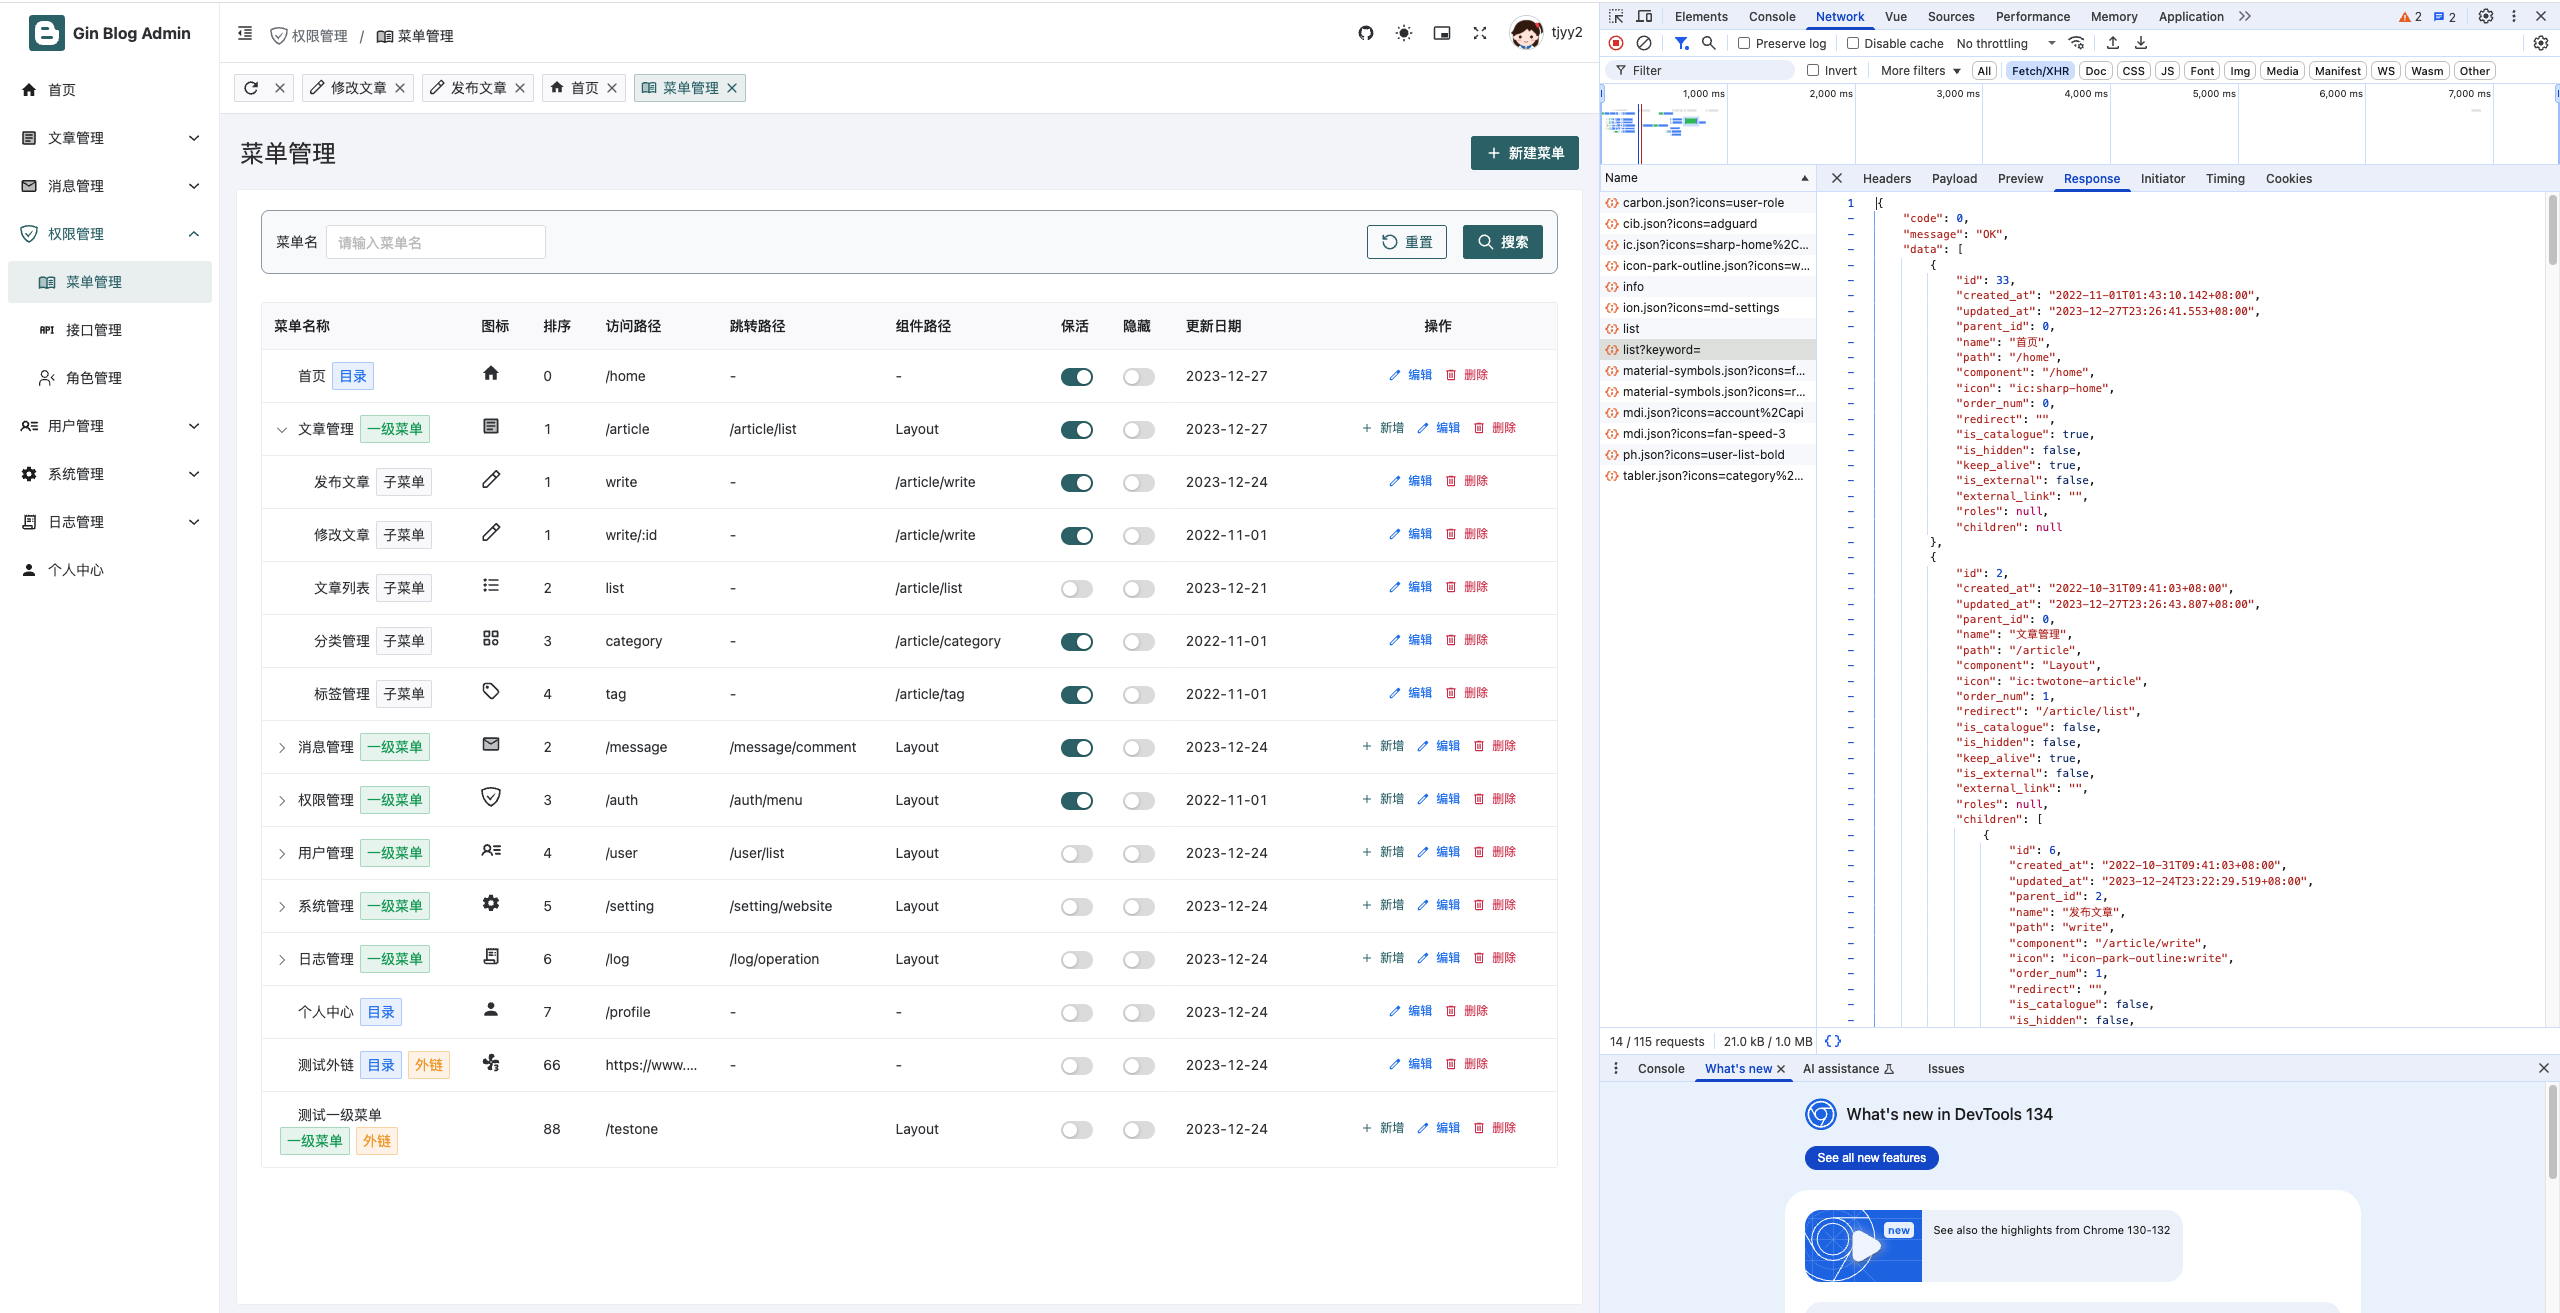 Gin Blog Admin
首页
文章管理
消息管理
权限管理
菜单管理
API 接口管理
角色管理
用户管理
系统管理
日志管理
个人中心
权限管理 / 菜单管理
tjyy2
修改文章
发布文章
首页
菜单管理
菜单管理
新建菜单
菜单名 请输入菜单名 重置 搜索
菜单名称 图标 排序 访问路径 跳转路径 组件路径 保活 隐藏 更新日期 操作
首页 目录 0 /home - - 2023-12-27 编辑 删除
文章管理 一级菜单 1 /article /article/list Layout 2023-12-27 新增 编辑 删除
发布文章 子菜单 1 write - /article/write 2023-12-24 编辑 删除
修改文章 子菜单 1 write/:id - /article/write 2022-11-01 编辑 删除
文章列表 子菜单 2 list - /article/list 2023-12-21 编辑 删除
分类管理 子菜单 3 category - /article/category 2022-11-01 编辑 删除
标签管理 子菜单 4 tag - /article/tag 2022-11-01 编辑 删除
消息管理 一级菜单 2 /message /message/comment Layout 2023-12-24 新增 编辑 删除
权限管理 一级菜单 3 /auth /auth/menu Layout 2022-11-01 新增 编辑 删除
用户管理 一级菜单 4 /user /user/list Layout 2023-12-24 新增 编辑 删除
系统管理 一级菜单 5 /setting /setting/website Layout 2023-12-24 新增 编辑 删除
日志管理 一级菜单 6 /log /log/operation Layout 2023-12-24 新增 编辑 删除
个人中心 目录 7 /profile - - 2023-12-24 编辑 删除
测试外链 目录 外链 66 https://www.... - - 2023-12-24 编辑 删除
测试一级菜单
一级菜单 外链 88 /testone Layout 2023-12-24 新增 编辑 删除
Elements Console Network Vue Sources Performance Memory Application 2 2
Preserve log Disable cache No throttling
Filter Invert More filters All Fetch/XHR Doc CSS JS Font Img Media Manifest WS Wasm Other
1,000 ms 2,000 ms 3,000 ms 4,000 ms 5,000 ms 6,000 ms 7,000 ms
Name
carbon.json?icons=user-role
cib.json?icons=adguard
ic.json?icons=sharp-home%2C...
icon-park-outline.json?icons=w...
info
ion.json?icons=md-settings
list
list?keyword=
material-symbols.json?icons=f...
material-symbols.json?icons=r...
mdi.json?icons=account%2Capi
mdi.json?icons=fan-speed-3
ph.json?icons=user-list-bold
tabler.json?icons=category%2...
Headers Payload Preview Response Initiator Timing Cookies
1 {
"code": 0,
"message": "OK",
"data": [
{
"id": 33,
"created_at": "2022-11-01T01:43:10.142+08:00",
"updated_at": "2023-12-27T23:26:41.553+08:00",
"parent_id": 0,
"name": "首页",
"path": "/home",
"component": "/home",
"icon": "ic:sharp-home",
"order_num": 0,
"redirect": "",
"is_catalogue": true,
"is_hidden": false,
"keep_alive": true,
"is_external": false,
"external_link": "",
"roles": null,
"children": null
},
{
"id": 2,
"created_at": "2022-10-31T09:41:03+08:00",
"updated_at": "2023-12-27T23:26:43.807+08:00",
"parent_id": 0,
"name": "文章管理",
"path": "/article",
"component": "Layout",
"icon": "ic:twotone-article",
"order_num": 1,
"redirect": "/article/list",
"is_catalogue": false,
"is_hidden": false,
"keep_alive": true,
"is_external": false,
"external_link": "",
"roles": null,
"children": [
{
"id": 6,
"created_at": "2022-10-31T09:41:03+08:00",
"updated_at": "2023-12-24T23:22:29.519+08:00",
"parent_id": 2,
"name": "发布文章",
"path": "write",
"component": "/article/write",
"icon": "icon-park-outline:write",
"order_num": 1,
"redirect": "",
"is_catalogue": false,
"is_hidden": false,
14 / 115 requests 21.0 kB / 1.0 MB {}
Console What's new AI assistance Issues
What's new in DevTools 134
See all new features
new
See also the highlights from Chrome 130-132